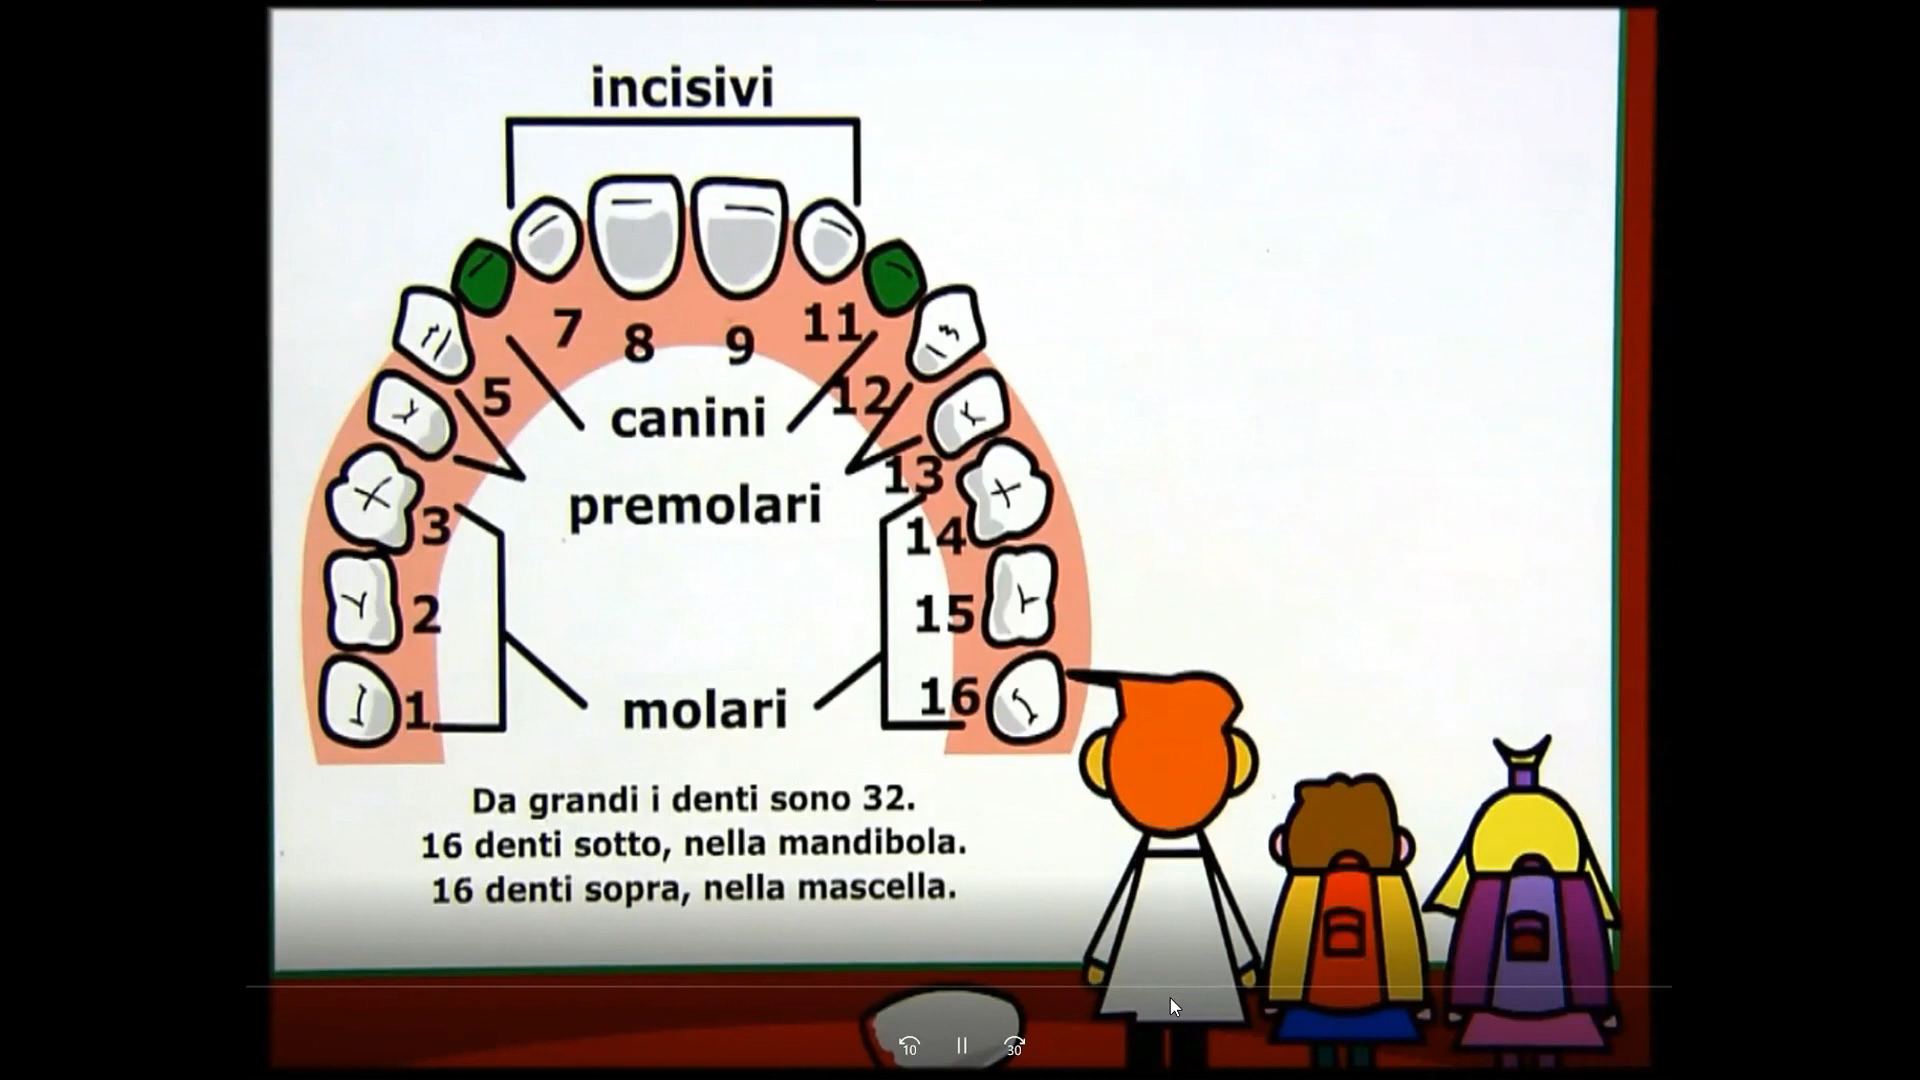 incisivi
7
8
9
11
5
canini
12
3
premolari
13
14
2
15
1
molari
16
Da grandi i denti sono 32.
16 denti sotto, nella mandibola.
16 denti sopra, nella mascella.
10
30